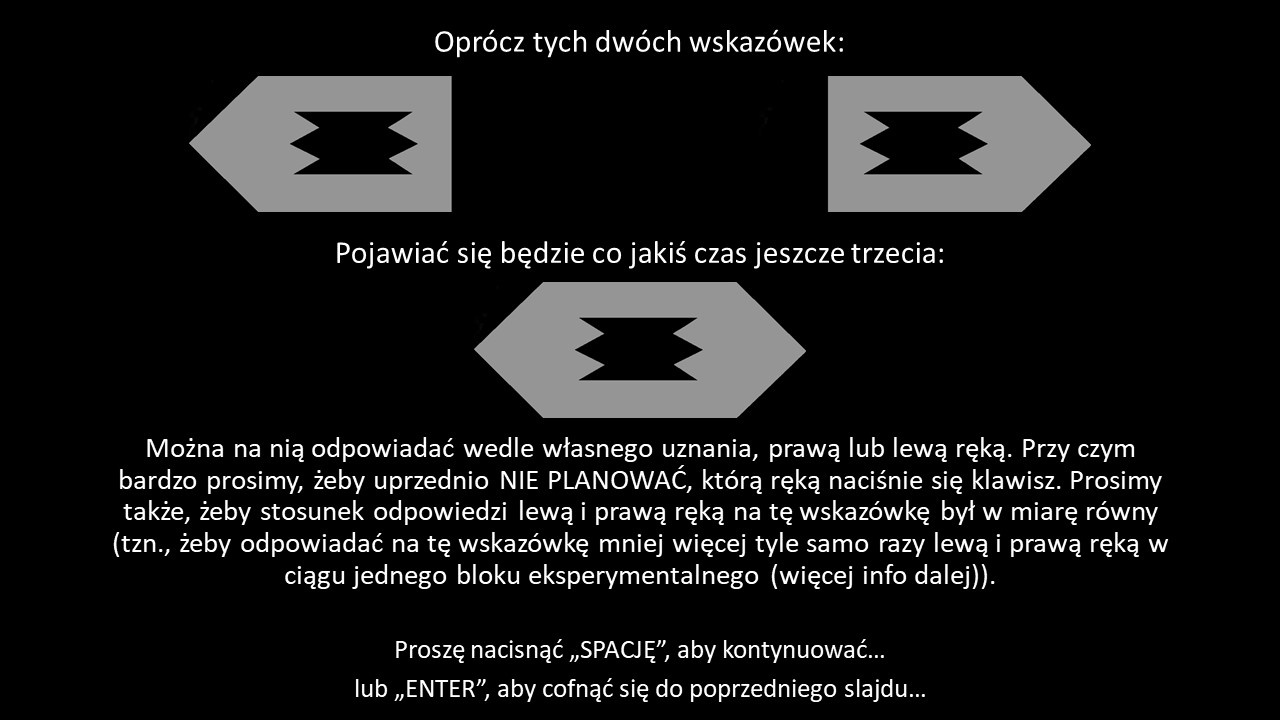 Oprócz tych dwóch wskazówek:
Pojawiać się będzie co jakiś czas jeszcze trzecia:
Można na nią odpowiadać wedle własnego uznania, prawą lub lewą ręką. Przy czym
bardzo prosimy, żeby uprzednio NIE PLANOWAĆ, którą ręką naciśnie się klawisz. Prosimy
także, żeby stosunek odpowiedzi lewą i prawą ręką na tę wskazówkę był w miarę równy
(tzn., żeby odpowiadać na tę wskazówkę mniej więcej tyle samo razy lewą i prawą ręką w
ciągu jednego bloku eksperymentalnego (więcej info dalej)).
Proszę nacisnąć „SPACJĘ”, aby kontynuować…
lub „ENTER”, aby cofnąć się do poprzedniego slajdu…